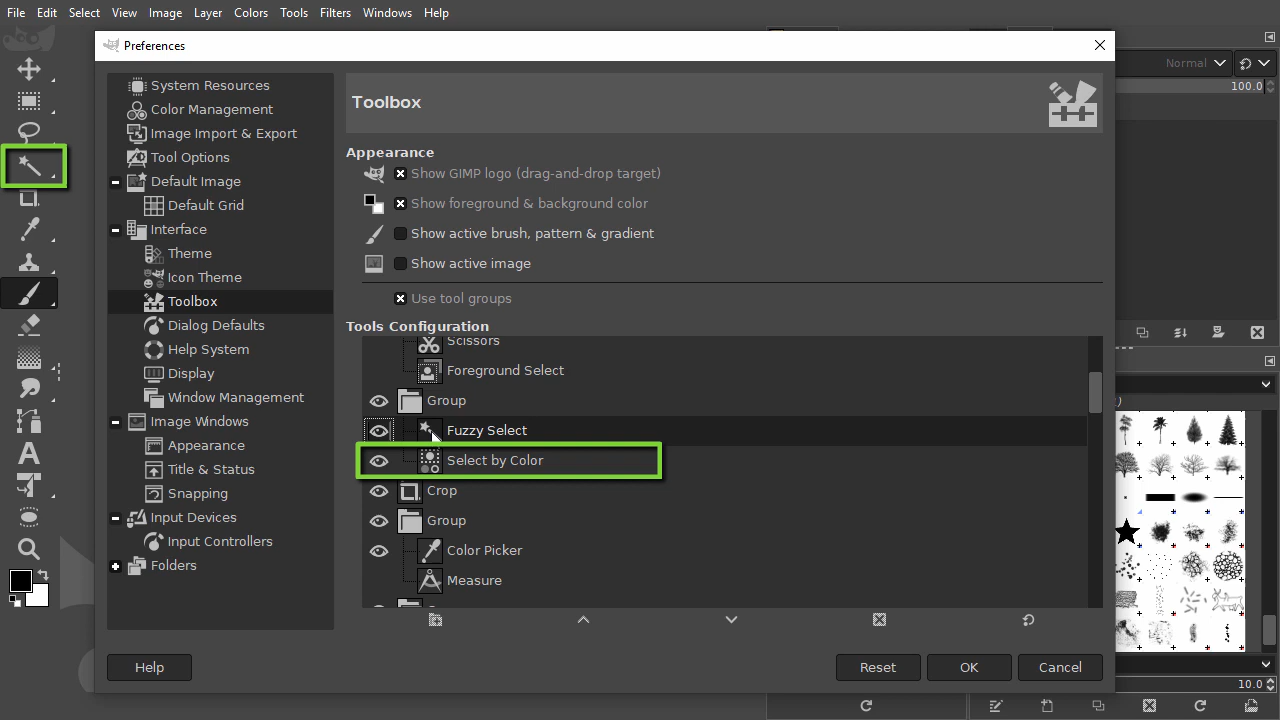 File Edit Select View Image Layer Colors Tools Filters Windows Help
Preferences
System Resources
Color Management
Image Import & Export
Tool Options
Default Image
Default Grid
Interface
Theme
Icon Theme
Toolbox
Dialog Defaults
Help System
Display
Window Management
Image Windows
Appearance
Title & Status
Snapping
Input Devices
Input Controllers
Folders
Toolbox
Appearance
Show GIMP logo (drag-and-drop target)
Show foreground & background color
Show active brush, pattern & gradient
Show active image
Use tool groups
Tools Configuration
Scissors
Foreground Select
Group
Fuzzy Select
Select by Color
Crop
Group
Color Picker
Measure
Help
Reset OK Cancel
Normal
100.0
10.0